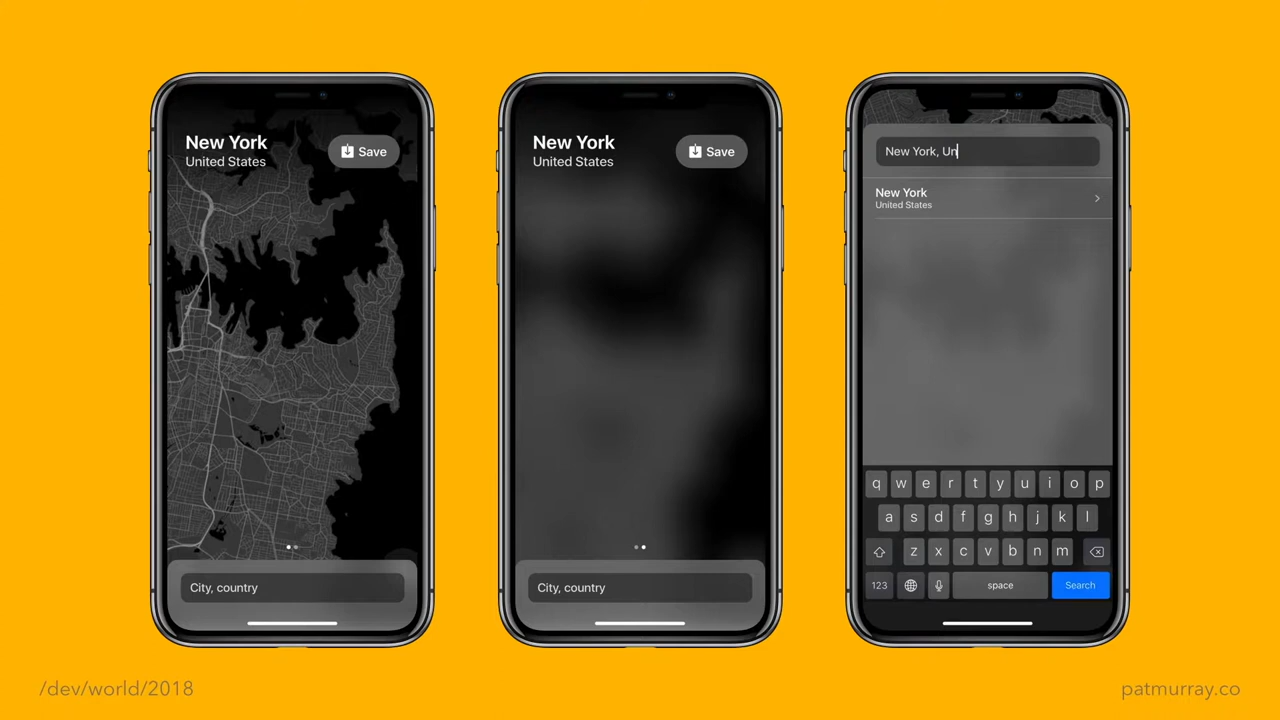 New York
United States
Save
City, country
New York
United States
Save
City, country
New York, Un
New York
United States
q w e r t y u i o p
a s d f g h j k l
z x c v b n m
123 space Search
/dev/world/2018
patmurray.co